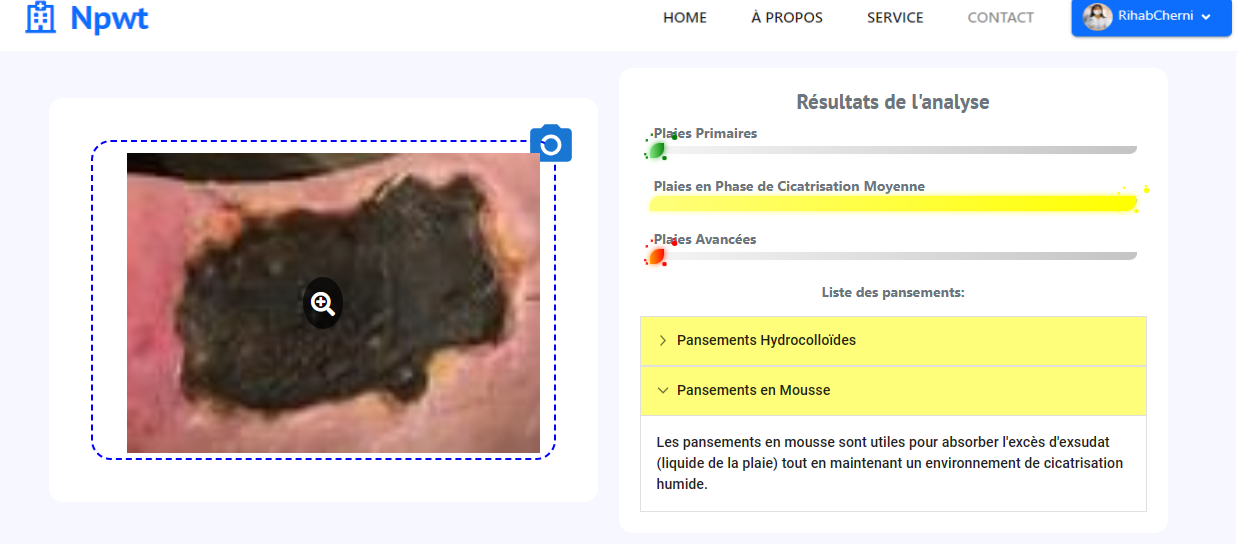 Npwt
HOME
À PROPOS
SERVICE
CONTACT
RihabCherni
Résultats de l'analyse
Plaies Primaires
Plaies en Phase de Cicatrisation Moyenne
Plaies Avancées
Liste des pansements:
Pansements Hydrocolloïdes
Pansements en Mousse
Les pansements en mousse sont utiles pour absorber l'excès d'exsudat
(liquide de la plaie) tout en maintenant un environnement de cicatrisation
humide.